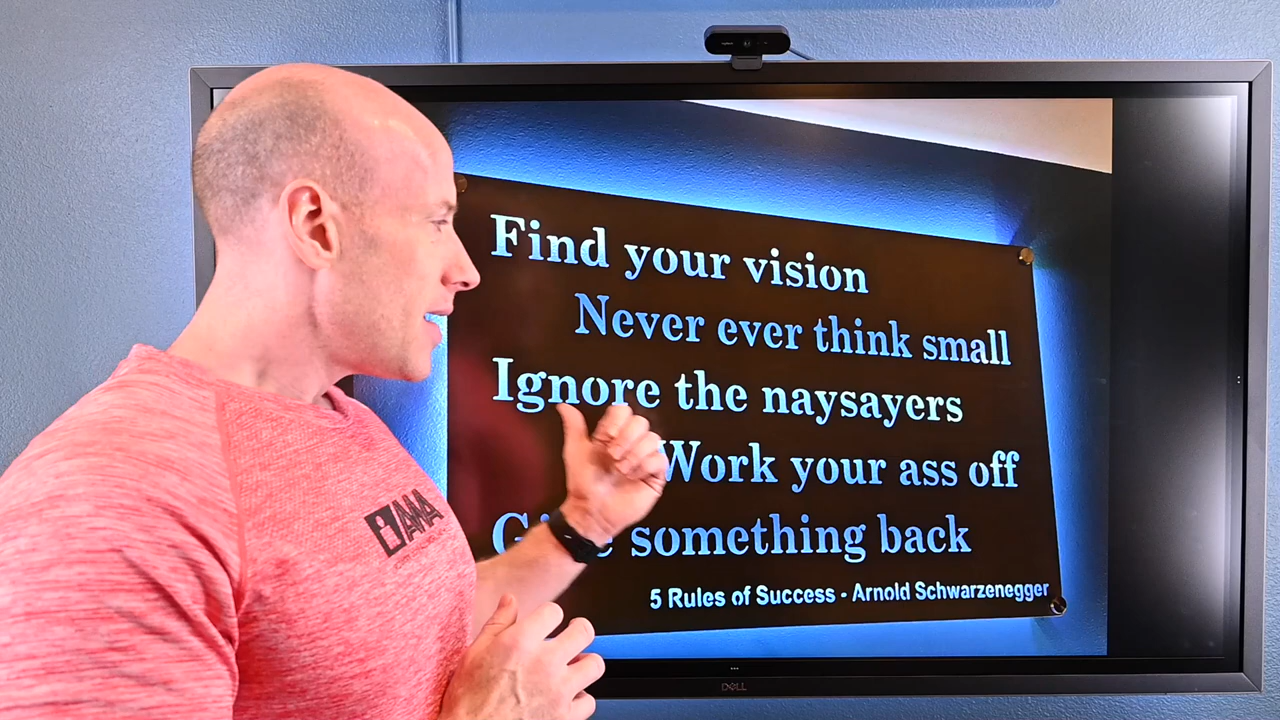 Find your vision
Never ever think small
Ignore the naysayers
Work your ass off
something back
5 Rules of Success - Arnold Schwarzenegger
AMA
DELL